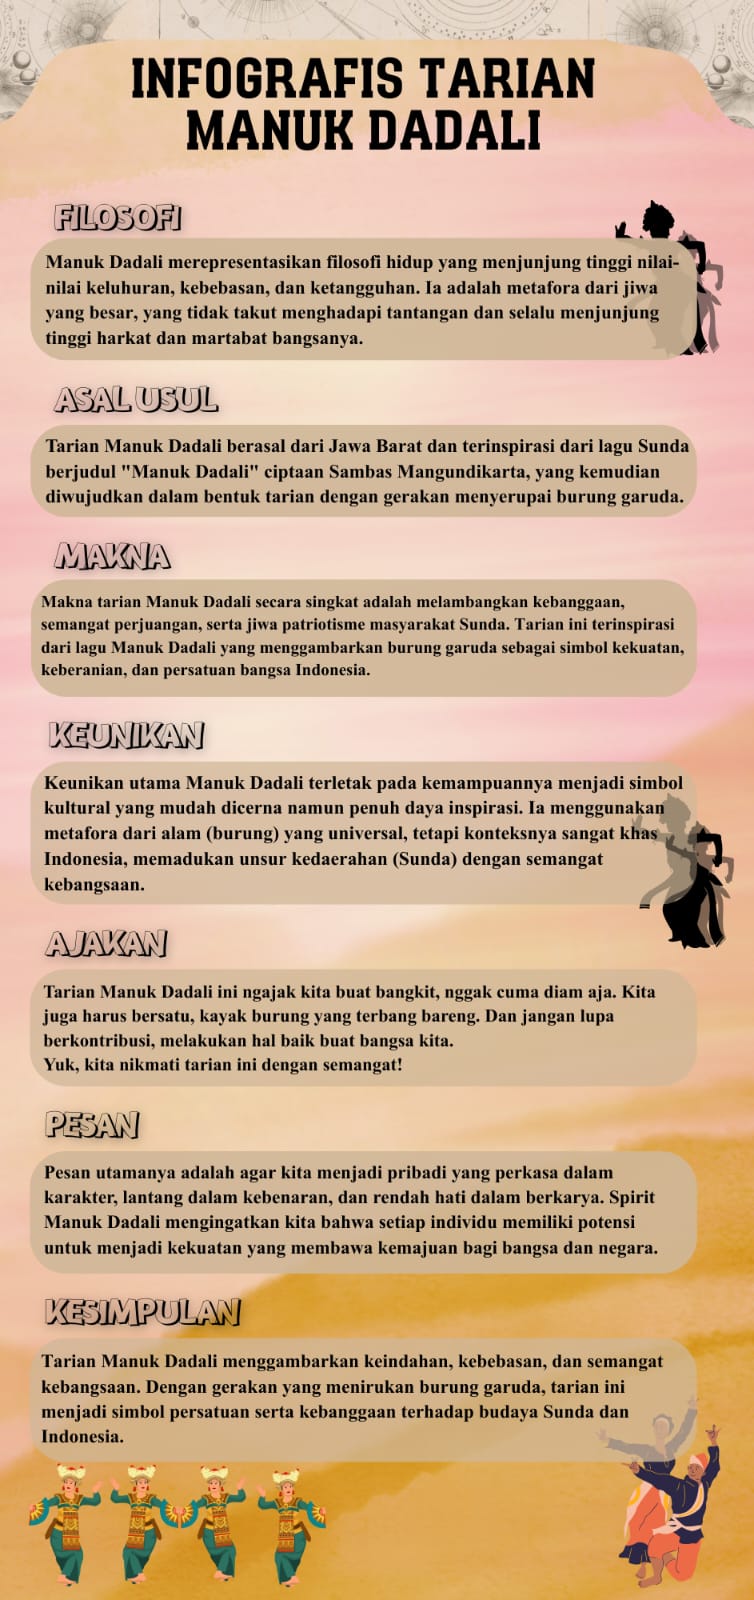 INFOGRAFIS TARIAN
MANUK DADALI
FILOSOFI
Manuk Dadali merepresentasikan filosofi hidup yang menjunjung tinggi nilai-
nilai keluhuran, kebebasan, dan ketangguhan. Ia adalah metafora dari jiwa
yang besar, yang tidak takut menghadapi tantangan dan selalu menjunjung
tinggi harkat dan martabat bangsanya.
ASAL USUL
Tarian Manuk Dadali berasal dari Jawa Barat dan terinspirasi dari lagu Sunda
berjudul "Manuk Dadali" ciptaan Sambas Mangundikarta, yang kemudian
diwujudkan dalam bentuk tarian dengan gerakan menyerupai burung garuda.
MAKNA
Makna tarian Manuk Dadali secara singkat adalah melambangkan kebanggaan,
semangat perjuangan, serta jiwa patriotisme masyarakat Sunda. Tarian ini terinspirasi
dari lagu Manuk Dadali yang menggambarkan burung garuda sebagai simbol kekuatan,
keberanian, dan persatuan bangsa Indonesia.
KEUNIKAN
Keunikan utama Manuk Dadali terletak pada kemampuannya menjadi simbol
kultural yang mudah dicerna namun penuh daya inspirasi. Ia menggunakan
metafora dari alam (burung) yang universal, tetapi konteksnya sangat khas
Indonesia, memadukan unsur kedaerahan (Sunda) dengan semangat
kebangsaan.
AJAKAN
Tarian Manuk Dadali ini ngajak kita buat bangkit, nggak cuma diam aja. Kita
juga harus bersatu, kayak burung yang terbang bareng. Dan jangan lupa
berkontribusi, melakukan hal baik buat bangsa kita.
Yuk, kita nikmati tarian ini dengan semangat!
PESAN
Pesan utamanya adalah agar kita menjadi pribadi yang perkasa dalam
karakter, lantang dalam kebenaran, dan rendah hati dalam berkarya. Spirit
Manuk Dadali mengingatkan kita bahwa setiap individu memiliki potensi
untuk menjadi kekuatan yang membawa kemajuan bagi bangsa dan negara.
KESIMPULAN
Tarian Manuk Dadali menggambarkan keindahan, kebebasan, dan semangat
kebangsaan. Dengan gerakan yang menirukan burung garuda, tarian ini
menjadi simbol persatuan serta kebanggaan terhadap budaya Sunda dan
Indonesia.